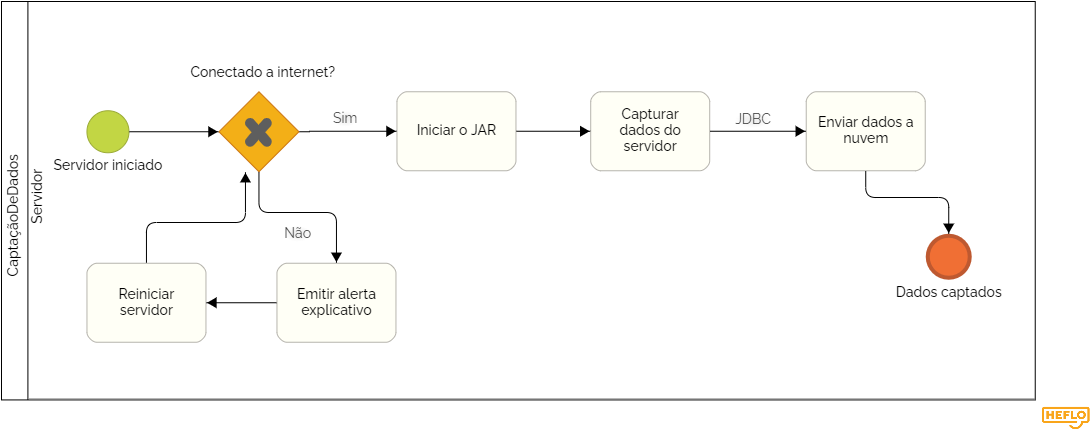 CaptaçãoDeDados
Servidor
Conectado a internet?
Servidor iniciado
Sim
Iniciar o JAR
Capturar
dados do
servidor
JDBC
Enviar dados a
nuvem
Não
Reiniciar
servidor
Emitir alerta
explicativo
Dados captados
HEFLO